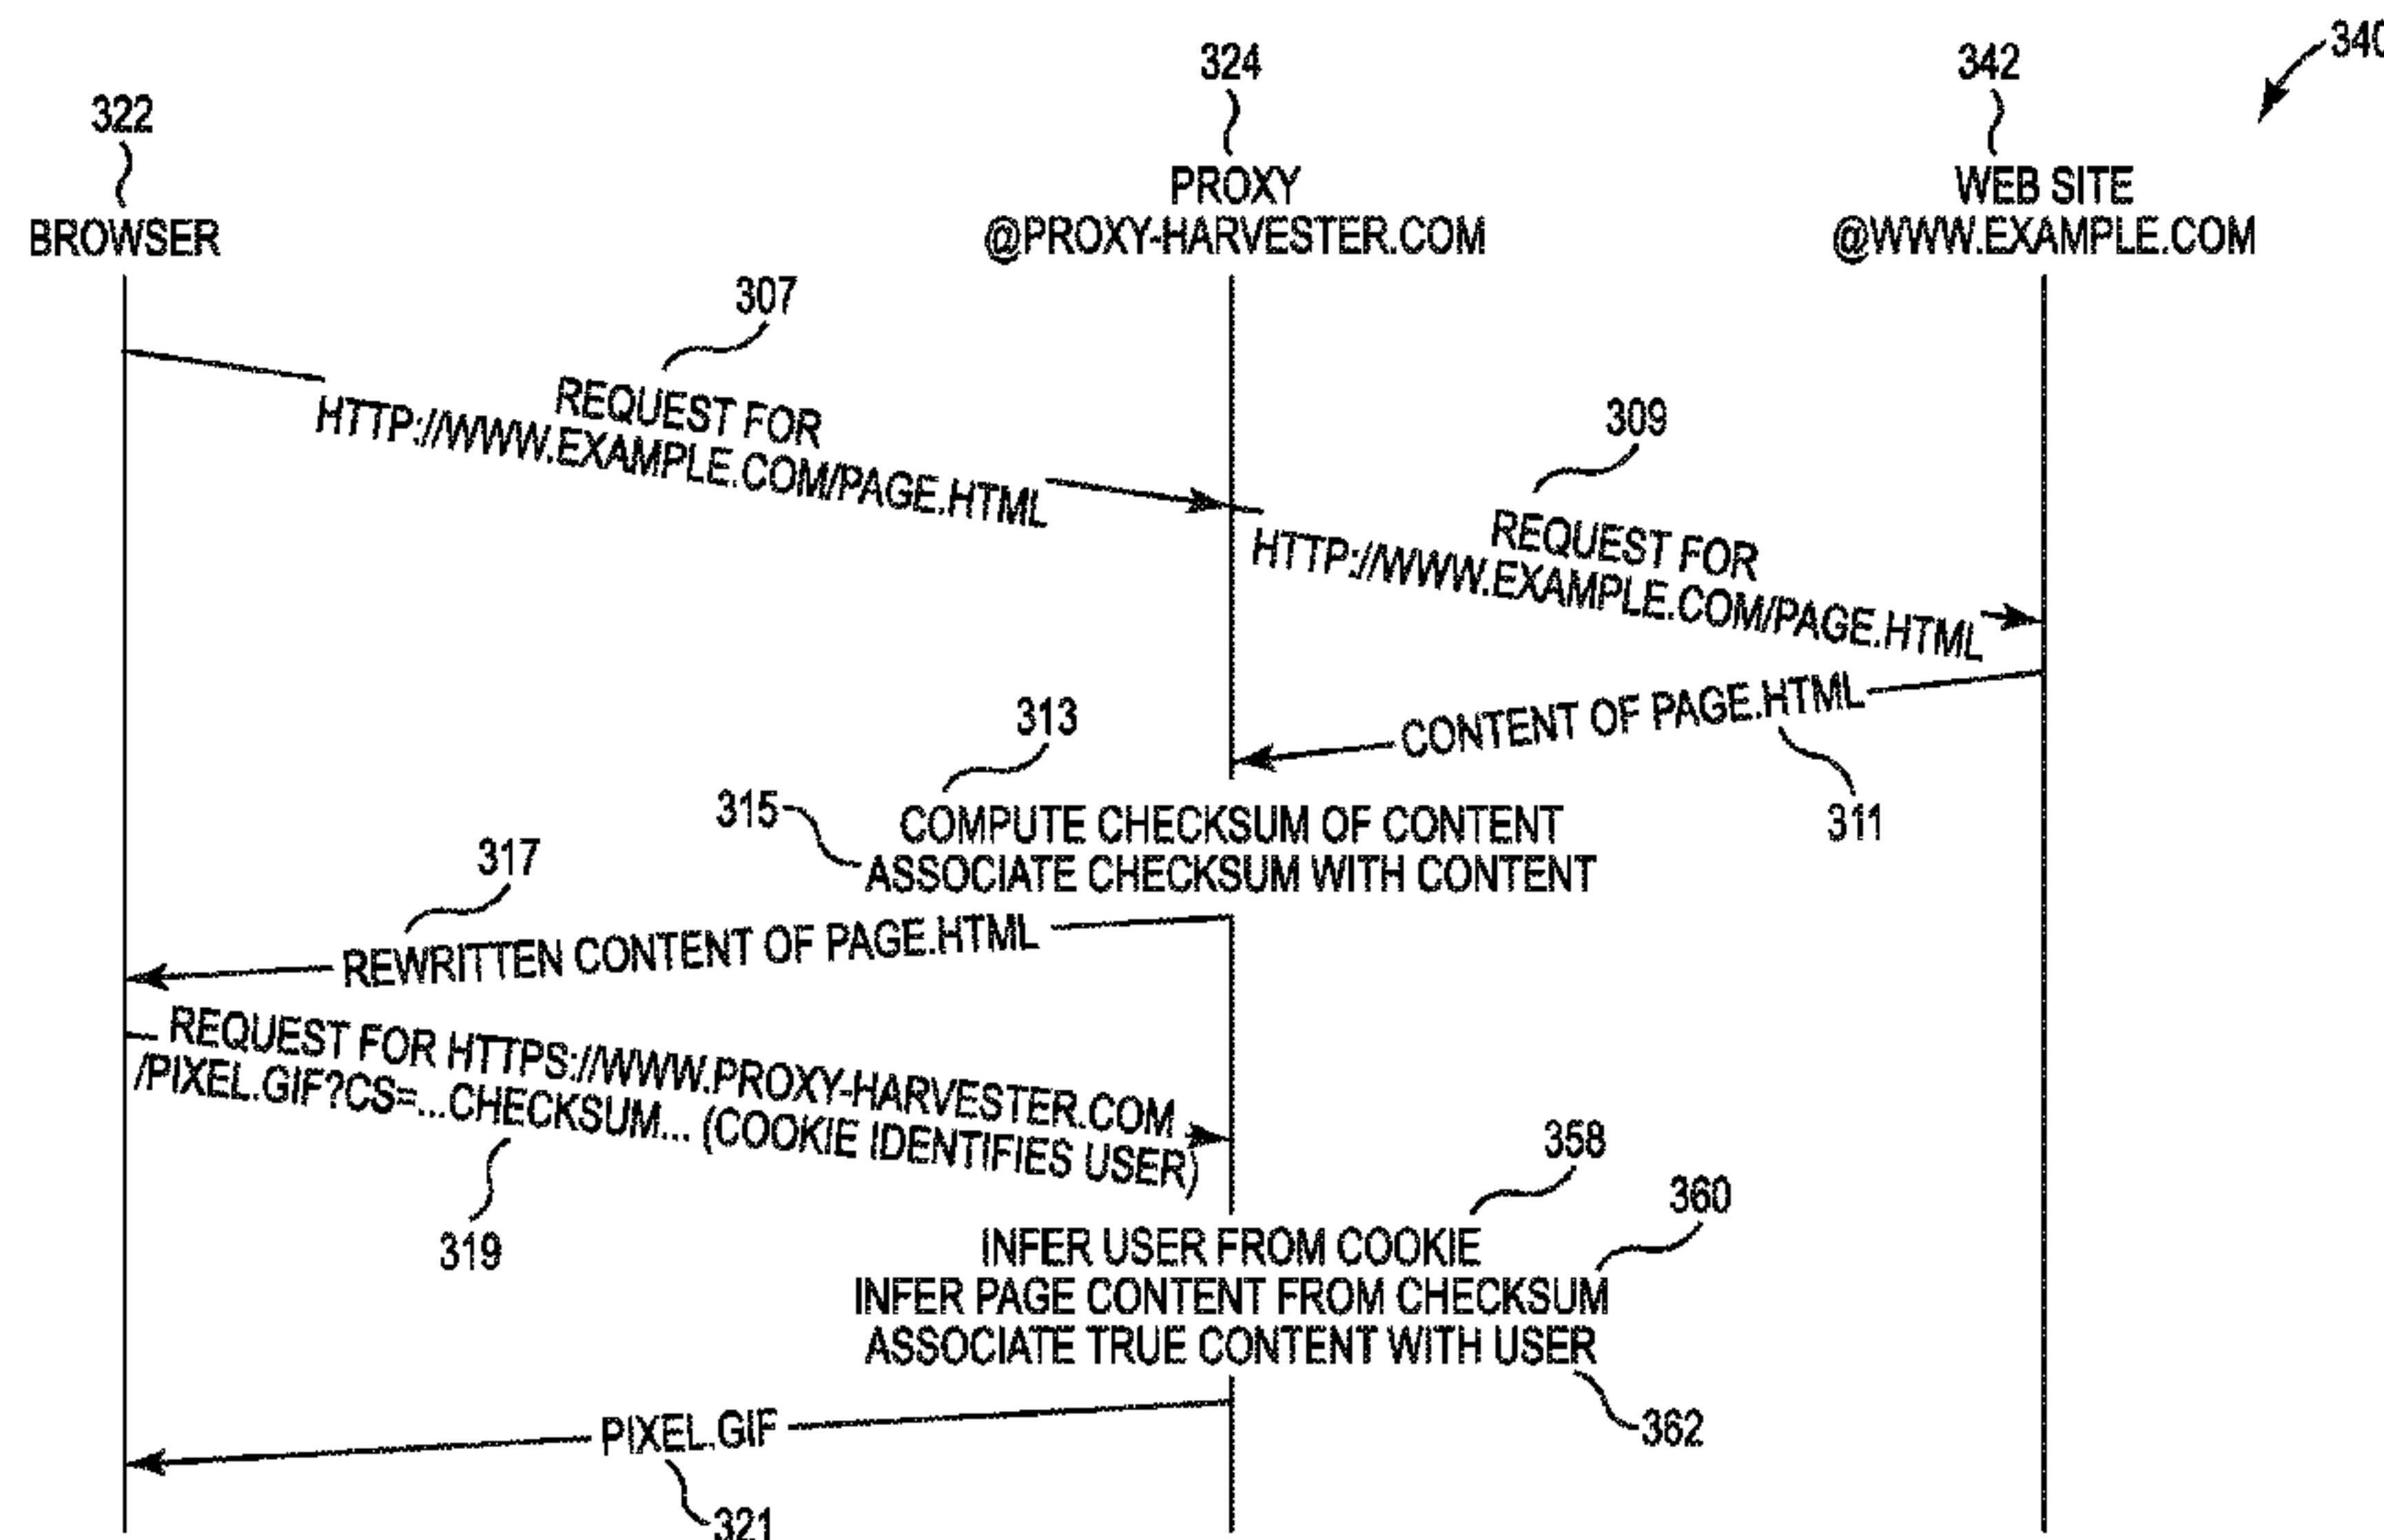 340
324
342
322
PROXY
WEB SITE
BROWSER
@PROXY-HARVESTER.COM
@WWW.EXAMPLE.COM
307
REQUEST FOR
HTTP://WWW.EXAMPLE.COM/PAGE.HTML
309
REQUEST FOR
HTTP://WWW.EXAMPLE.COM/PAGE.HTML
CONTENT OF PAGE.HTML
311
313
315
COMPUTE CHECKSUM OF CONTENT
ASSOCIATE CHECKSUM WITH CONTENT
317
REWRITTEN CONTENT OF PAGE.HTML
REQUEST FOR HTTPS://WWW.PROXY-HARVESTER.COM
/PIXEL.GIF?CS=...CHECKSUM... (COOKIE IDENTIFIES USER)
319
358
360
INFER USER FROM COOKIE
INFER PAGE CONTENT FROM CHECKSUM
ASSOCIATE TRUE CONTENT WITH USER
362
PIXEL.GIF
321